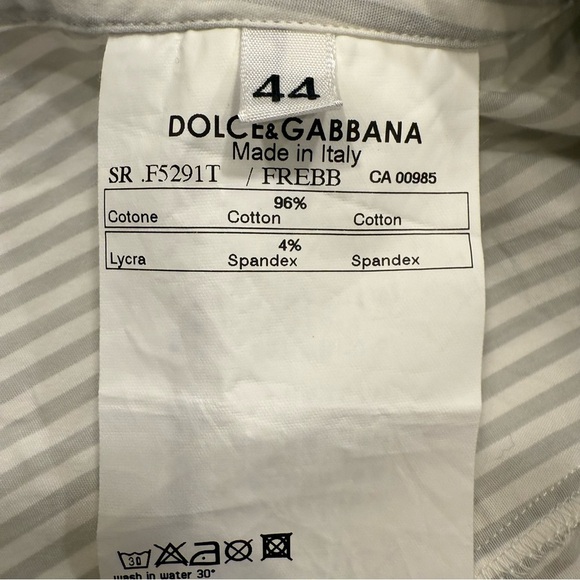 44
DOLCE&GABBANA
Made in Italy
SR .F5291T / FREBB CA 00985
96%
Cotone Cotton Cotton
4%
Lycra Spandex Spandex
30
wash in water 30°